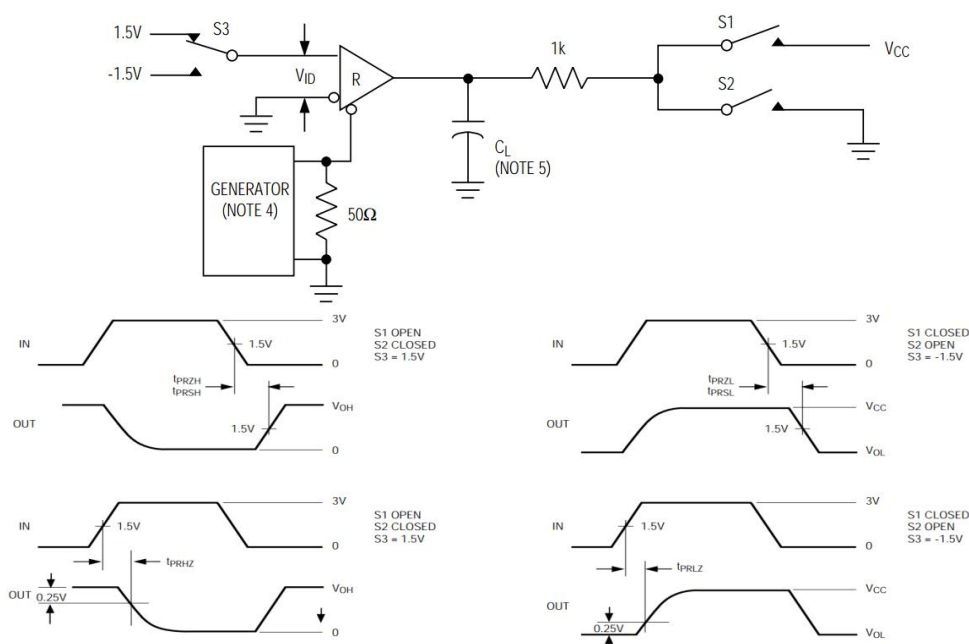 1.5V
S3
-1.5V
V_ID
R
1k
S1
V_CC
S2
C_L
(NOTE 5)
GENERATOR
(NOTE 4)
50Ω
IN
3V
1.5V
0
S1 OPEN
S2 CLOSED
S3 = 1.5V
t_PRZH
t_PRSH
OUT
V_OH
1.5V
0
IN
3V
1.5V
0
S1 CLOSED
S2 OPEN
S3 = -1.5V
t_PRZL
t_PRSL
OUT
V_CC
1.5V
V_OL
IN
3V
1.5V
0
S1 OPEN
S2 CLOSED
S3 = 1.5V
t_PRHZ
OUT
0.25V
V_OH
0
IN
3V
1.5V
0
S1 CLOSED
S2 OPEN
S3 = -1.5V
t_PRLZ
OUT
0.25V
V_CC
V_OL